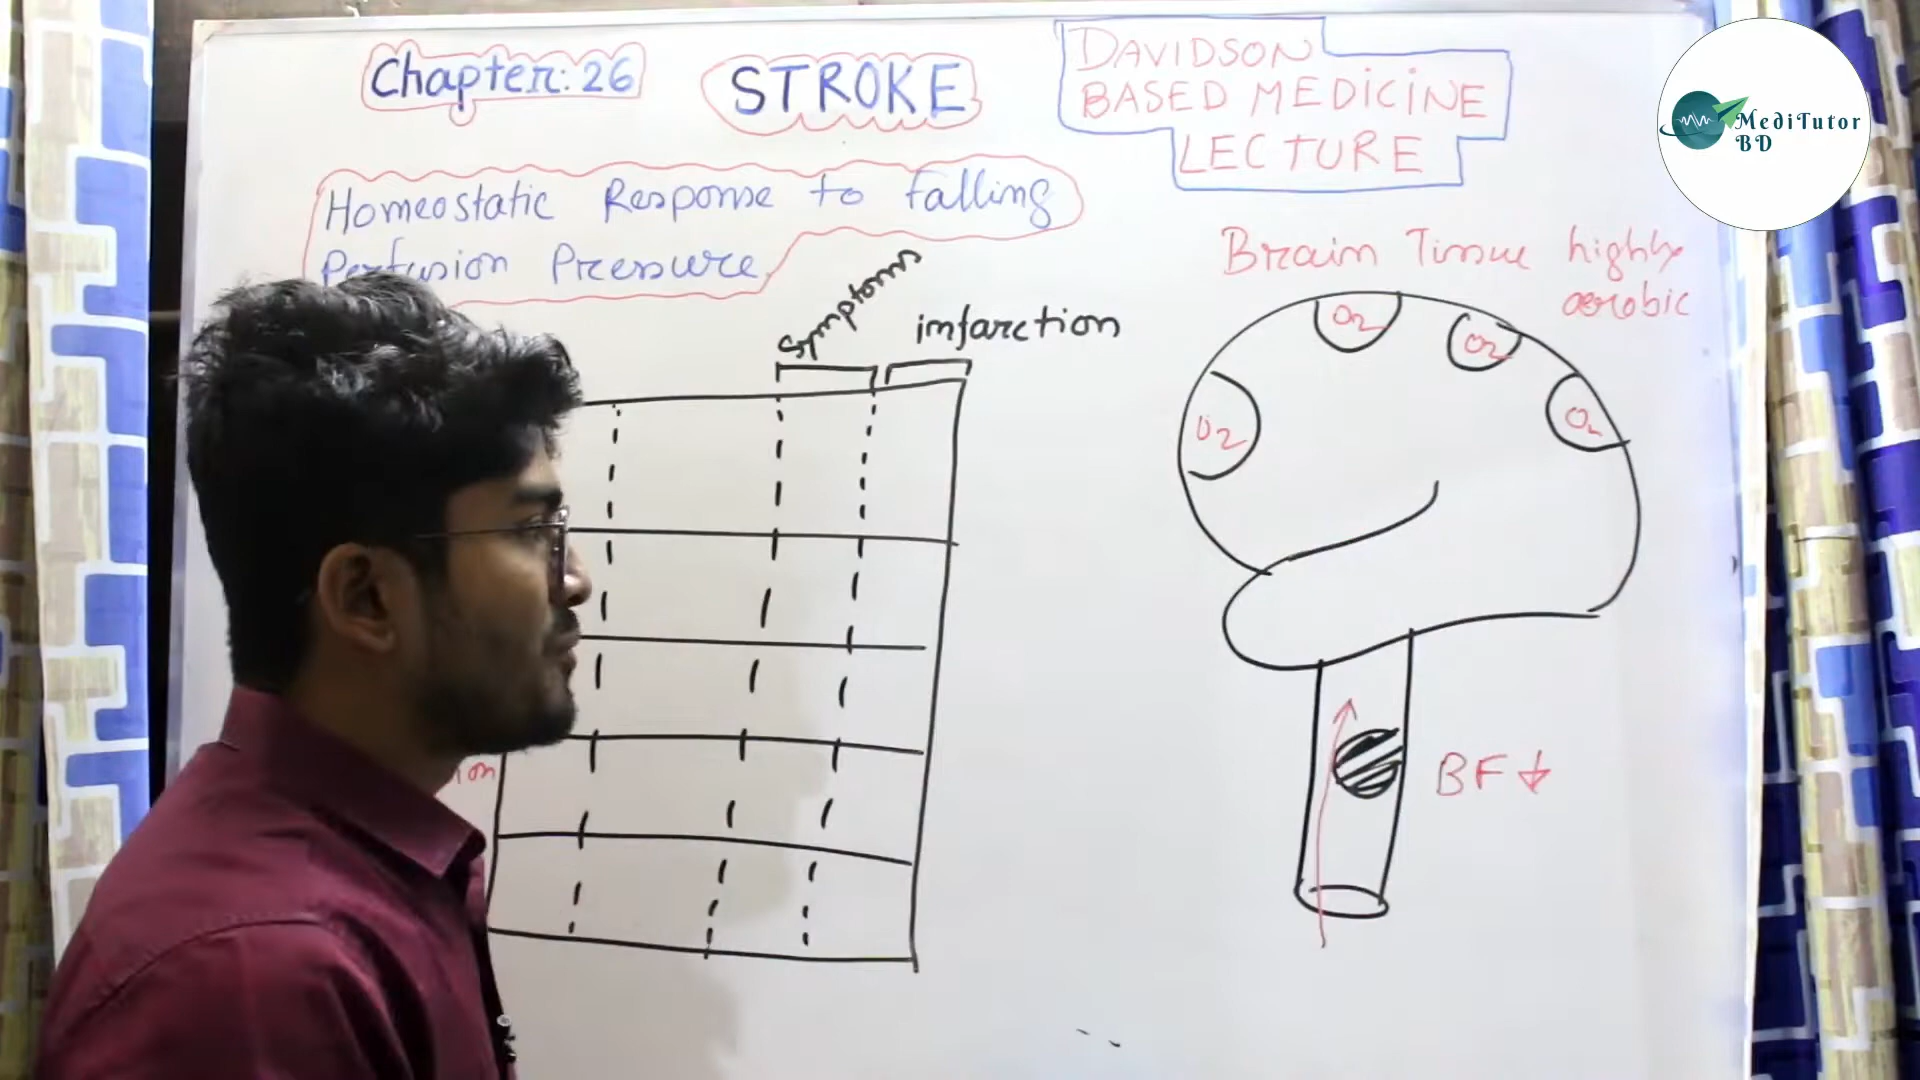 Chapter: 26
STROKE
DAVIDSON
BASED MEDICINE
LECTURE
MediTutor
BD
Homeostatic Response to falling
Perfusion Pressure
Brain Tissue highly
aerobic
Symptoms
infarction
O2
O2
O2
O2
BF ↓